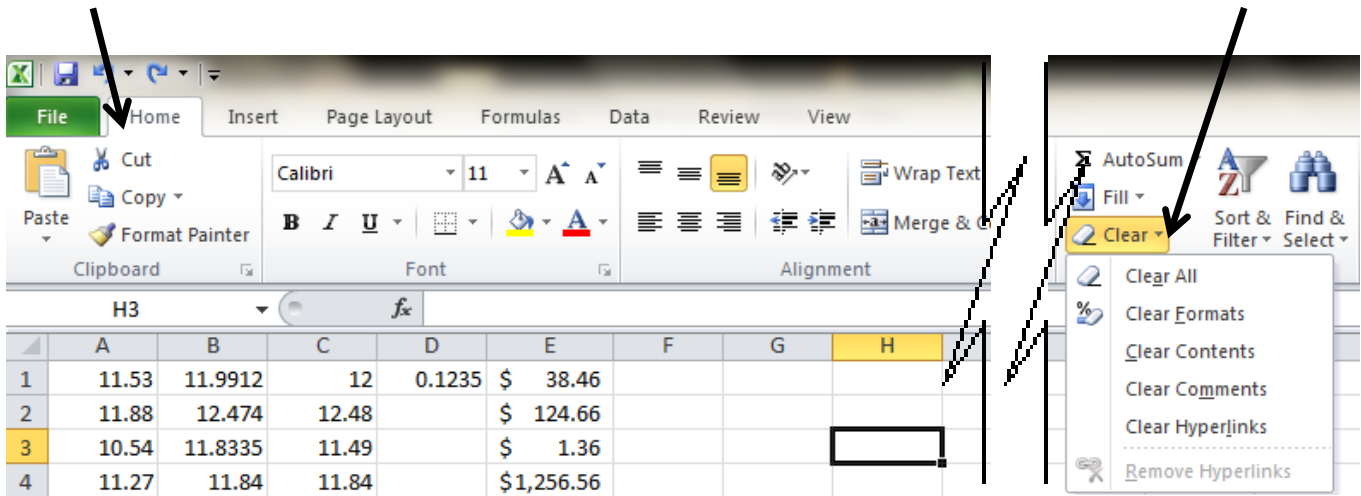 File Home Insert Page Layout Formulas Data Review View
Cut
Copy
Paste
Format Painter
Clipboard
Calibri 11 A A
B I U A
Font
Wrap Text
Merge &
Alignment
Σ AutoSum
Fill
Clear
Sort & Filter
Find & Select
Clear All
Clear Formats
Clear Contents
Clear Comments
Clear Hyperlinks
Remove Hyperlinks
H3 fx
A B C D E F G H
1 11.53 11.9912 12 0.1235 $ 38.46
2 11.88 12.474 12.48 $ 124.66
3 10.54 11.8335 11.49 $ 1.36
4 11.27 11.84 11.84 $1,256.56